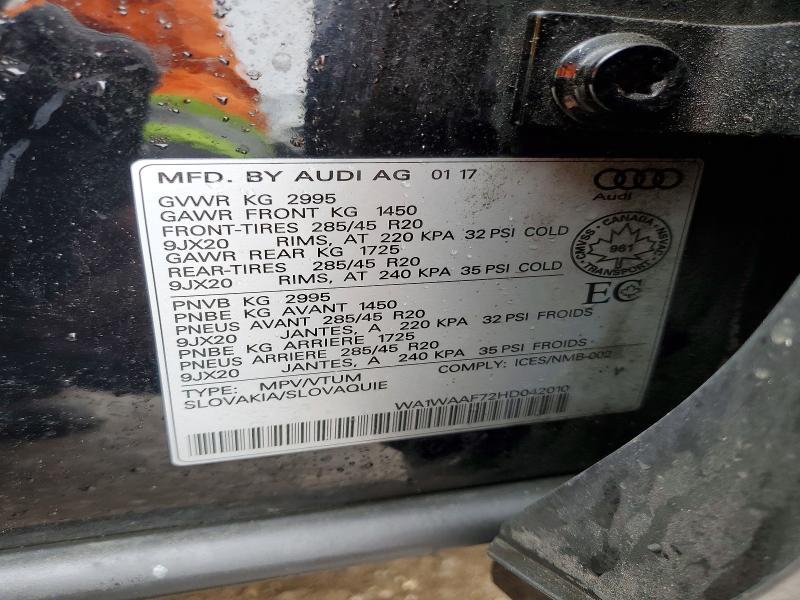 MFD. BY AUDI AG 01 17
Audi
GVWR KG 2995
GAWR FRONT KG 1450
FRONT-TIRES 285/45 R20
9JX20 RIMS, AT 220 KPA 32 PSI COLD
GAWR REAR KG 1725
REAR-TIRES 285/45 R20
9JX20 RIMS, AT 240 KPA 35 PSI COLD
CANADA
CMVSS NSVAC
961
TRANSPORT
EC
PNVB KG 2995
PNBE KG AVANT 1450
PNEUS AVANT 285/45 R20
9JX20 JANTES, A 220 KPA 32 PSI FROIDS
PNBE KG ARRIERE 1725
PNEUS ARRIERE 285/45 R20
9JX20 JANTES, A 240 KPA 35 PSI FROIDS
COMPLY: ICES/NMB-002
TYPE: MPV/VTUM
SLOVAKIA/SLOVAQUIE
WA1WAAF72HD042010